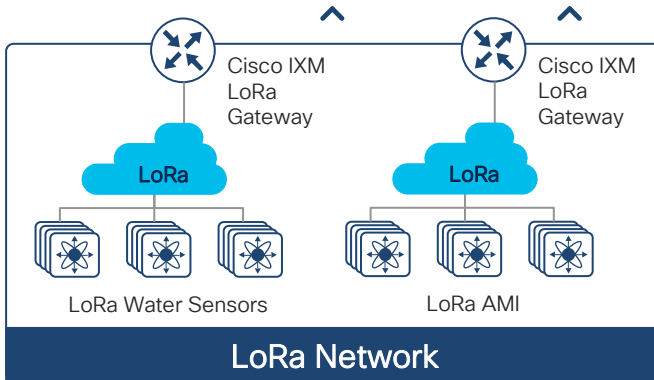 Cisco IXM
LoRa
Gateway
Cisco IXM
LoRa
Gateway
LoRa
LoRa
LoRa Water Sensors
LoRa AMI
LoRa Network